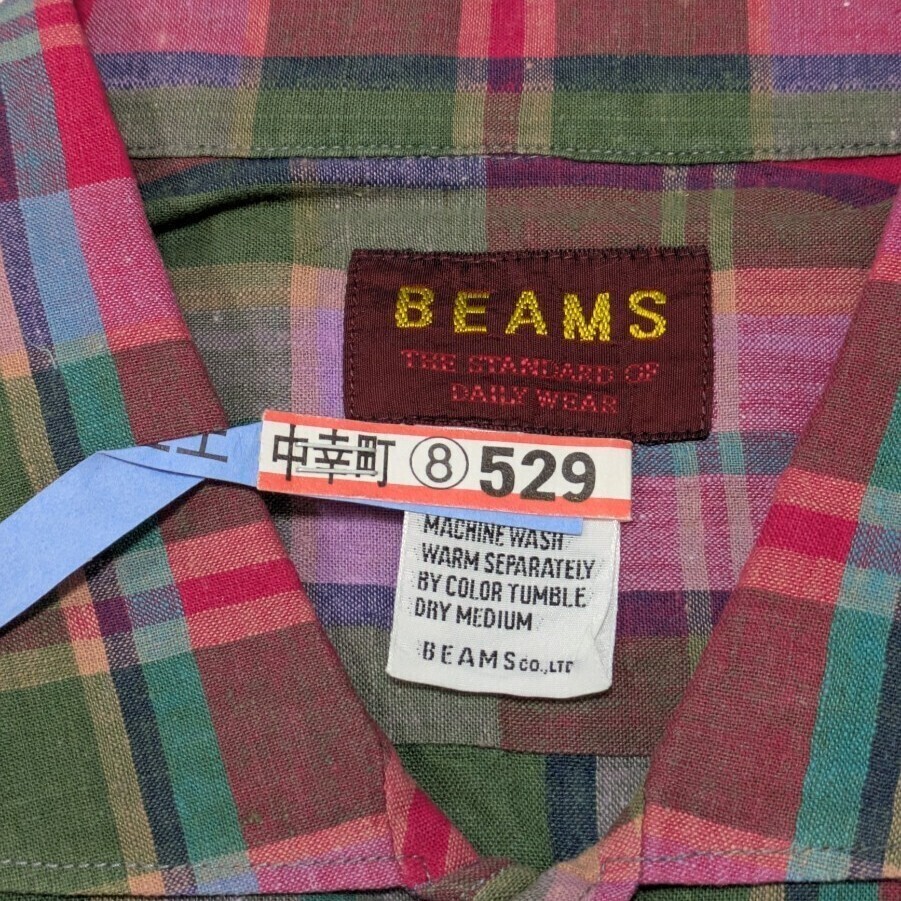 BEAMS
THE STANDARD OF
DAILY WEAR
中幸町 ⑧ 529
MACHINE WASH
WARM SEPARATELY
BY COLOR TUMBLE
DRY MEDIUM
BEAMS CO.,LTD